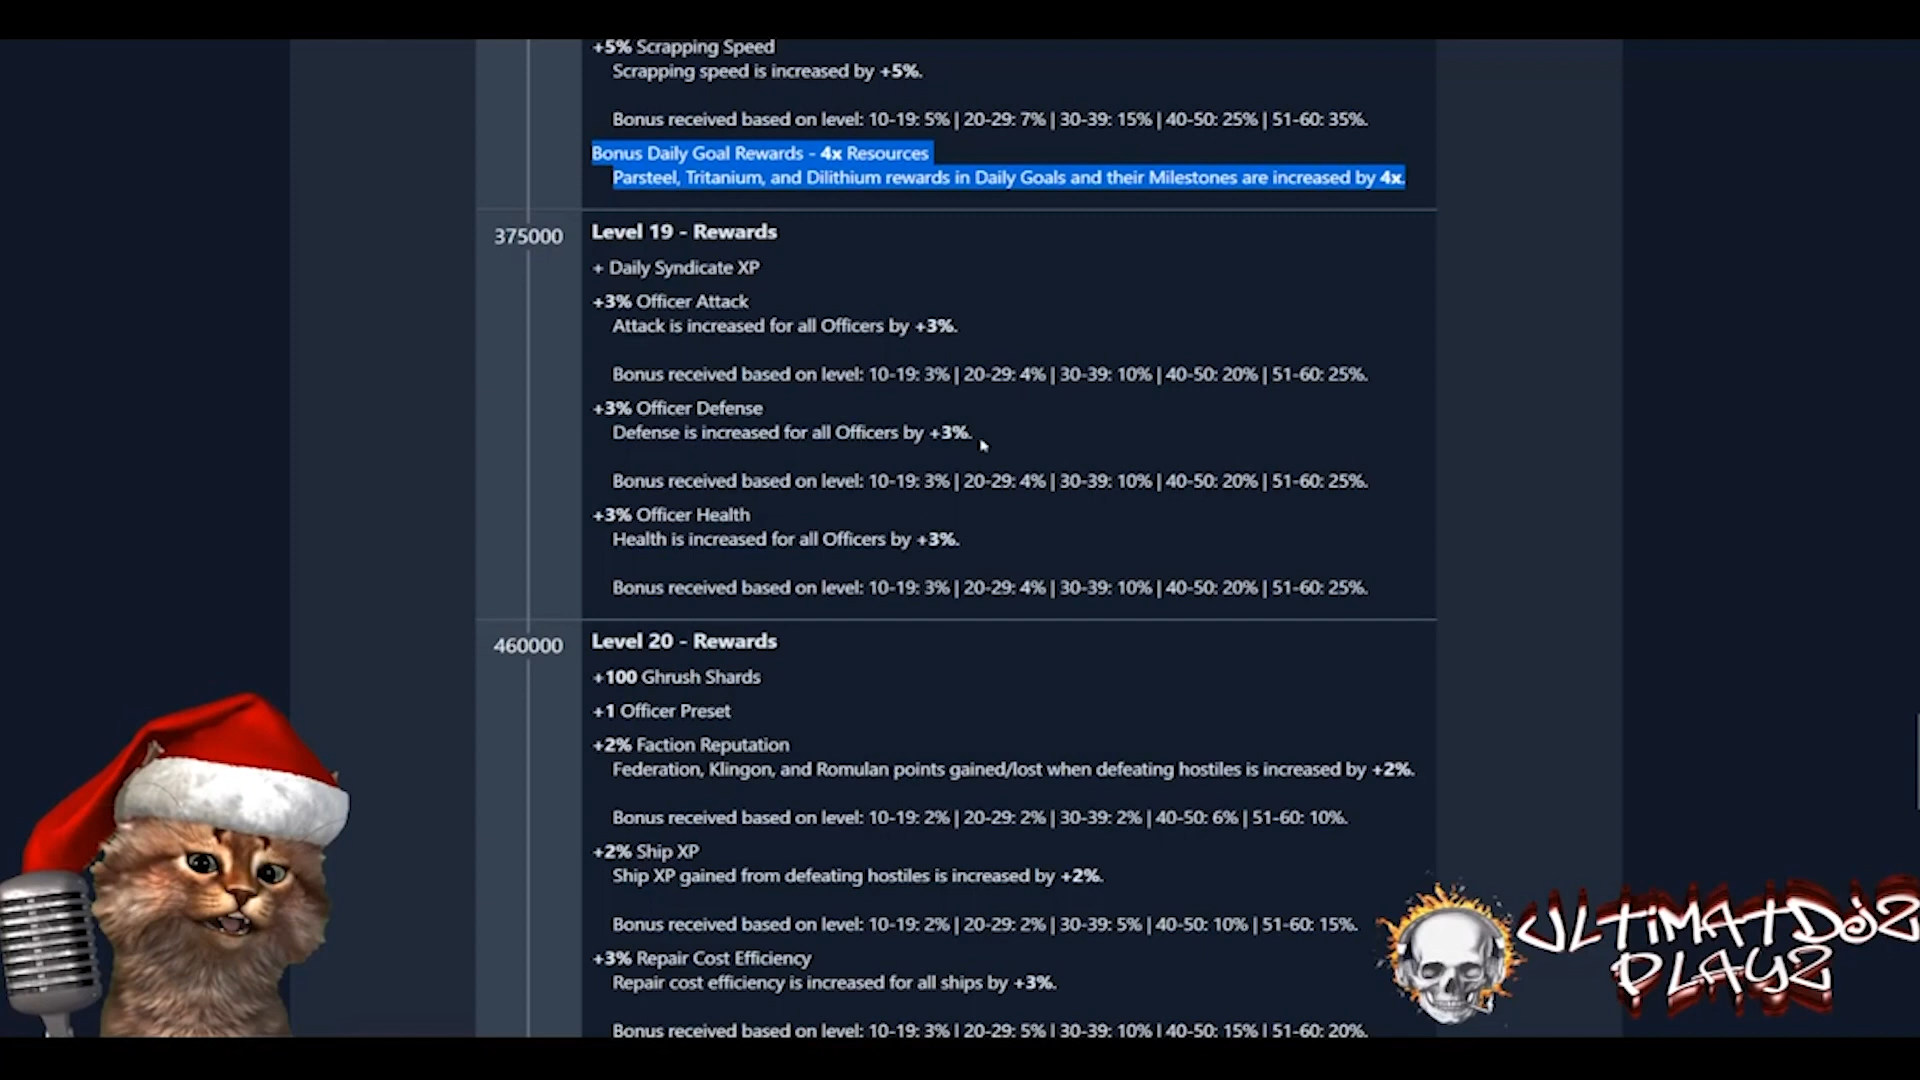 +5% Scrapping Speed
Scrapping speed is increased by +5%.
Bonus received based on level: 10-19: 5% | 20-29: 7% | 30-39: 15% | 40-50: 25% | 51-60: 35%.
Bonus Daily Goal Rewards - 4x Resources
Parsteel, Tritanium, and Dilithium rewards in Daily Goals and their Milestones are increased by 4x.
375000
Level 19 - Rewards
+ Daily Syndicate XP
+3% Officer Attack
Attack is increased for all Officers by +3%.
Bonus received based on level: 10-19: 3% | 20-29: 4% | 30-39: 10% | 40-50: 20% | 51-60: 25%.
+3% Officer Defense
Defense is increased for all Officers by +3%.
Bonus received based on level: 10-19: 3% | 20-29: 4% | 30-39: 10% | 40-50: 20% | 51-60: 25%.
+3% Officer Health
Health is increased for all Officers by +3%.
Bonus received based on level: 10-19: 3% | 20-29: 4% | 30-39: 10% | 40-50: 20% | 51-60: 25%.
460000
Level 20 - Rewards
+100 Ghrush Shards
+1 Officer Preset
+2% Faction Reputation
Federation, Klingon, and Romulan points gained/lost when defeating hostiles is increased by +2%.
Bonus received based on level: 10-19: 2% | 20-29: 2% | 30-39: 2% | 40-50: 6% | 51-60: 10%.
+2% Ship XP
Ship XP gained from defeating hostiles is increased by +2%.
Bonus received based on level: 10-19: 2% | 20-29: 2% | 30-39: 5% | 40-50: 10% | 51-60: 15%.
+3% Repair Cost Efficiency
Repair cost efficiency is increased for all ships by +3%.
Bonus received based on level: 10-19: 3% | 20-29: 5% | 30-39: 10% | 40-50: 15% | 51-60: 20%.
ULTiMATDJZ
PLAYZ